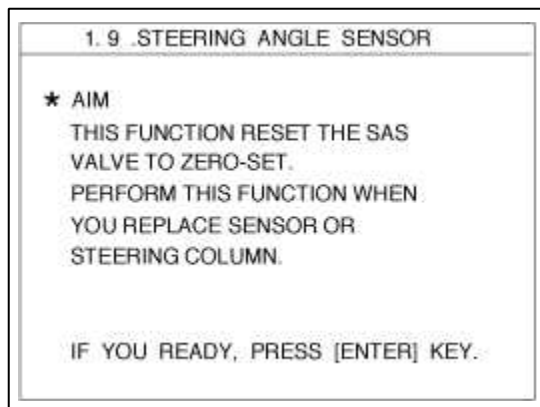 1. 9 .STEERING ANGLE SENSOR
★ AIM
THIS FUNCTION RESET THE SAS
VALVE TO ZERO-SET.
PERFORM THIS FUNCTION WHEN
YOU REPLACE SENSOR OR
STEERING COLUMN.
IF YOU READY, PRESS [ENTER] KEY.